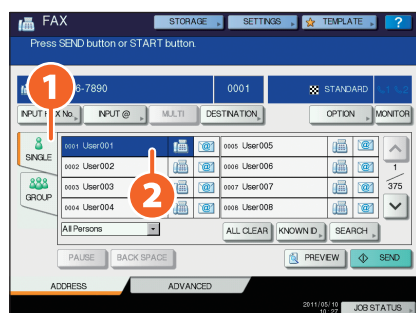 FAX STORAGE SETTINGS TEMPLATE ?
Press SEND button or START button.
1
6-7890 0001 STANDARD
INPUT FAX No. INPUT @ MULTI DESTINATION OPTION MONITOR
SINGLE
GROUP
0001 User001
0002 User002
0003 User003
0004 User004
2
0005 User005
0006 User006
0007 User007
0008 User008
1
375
All Persons ALL CLEAR KNOWN ID SEARCH
PAUSE BACK SPACE PREVIEW SEND
ADDRESS ADVANCED
2011/05/10
10:27 JOB STATUS